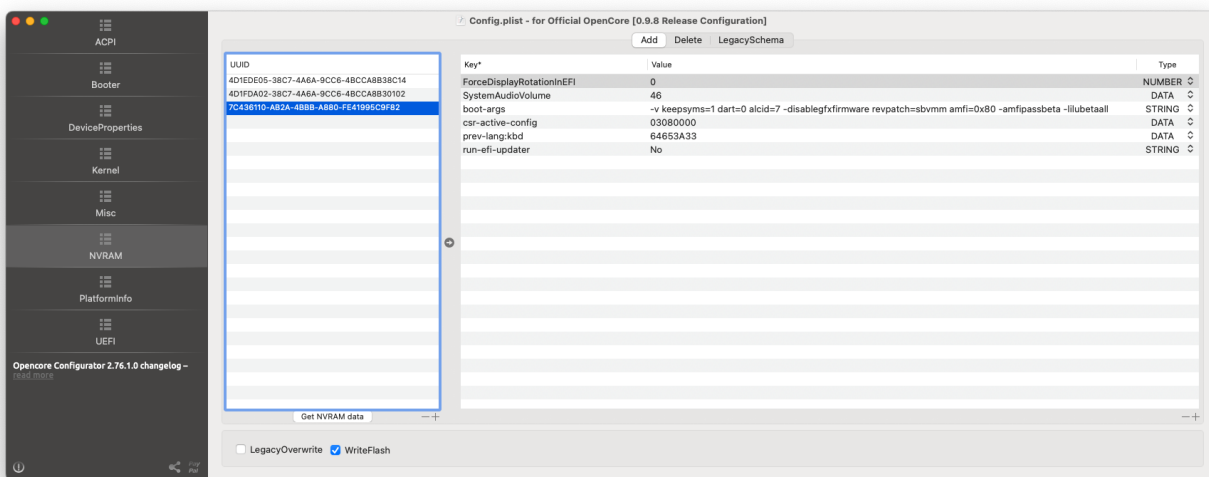 Config.plist - for Official OpenCore [0.9.8 Release Configuration]
ACPI
Booter
DeviceProperties
Kernel
Misc
NVRAM
PlatformInfo
UEFI
Opencore Configurator 2.76.1.0 changelog –
read more
Add Delete LegacySchema
UUID
4D1EDE05-38C7-4A6A-9CC6-4BCCA8B38C14
4D1FDA02-38C7-4A6A-9CC6-4BCCA8B30102
7C436110-AB2A-4BBB-A880-FE41995C9F82
Get NVRAM data
Key* Value Type
ForceDisplayRotationInEFI 0 NUMBER
SystemAudioVolume 46 DATA
boot-args -v keepsyms=1 dart=0 alcid=7 -disablegfxfirmware revpatch=sbvmm amfi=0x80 -amfipassbeta -lilubetaall STRING
csr-active-config 03080000 DATA
prev-lang:kbd 64653A33 DATA
run-efi-updater No STRING
LegacyOverwrite WriteFlash
Pay
Pal